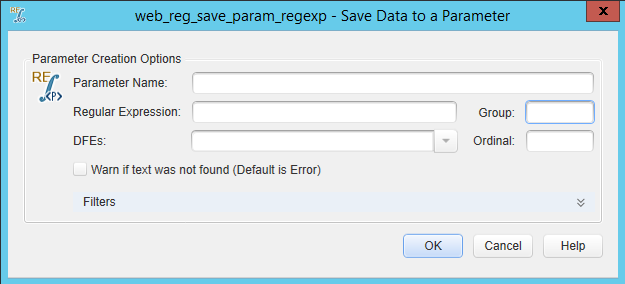 web_reg_save_param_regexp - Save Data to a Parameter
x
Parameter Creation Options
RE
<P>
Parameter Name:
Regular Expression:
Group:
DFEs:
Ordinal:
Warn if text was not found (Default is Error)
Filters
OK
Cancel
Help